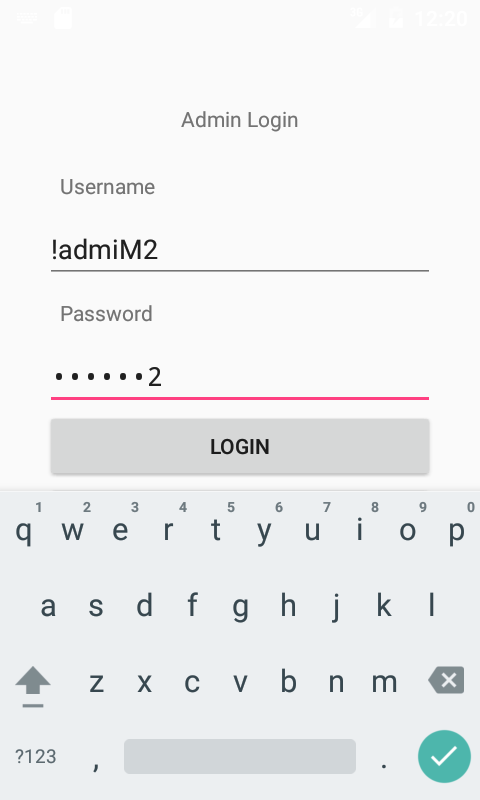 12:20
Admin Login
Username
!admiM2
Password
••••••2
LOGIN
1 2 3 4 5 6 7 8 9 0
q w e r t y u i o p
a s d f g h j k l
z x c v b n m
?123 , .